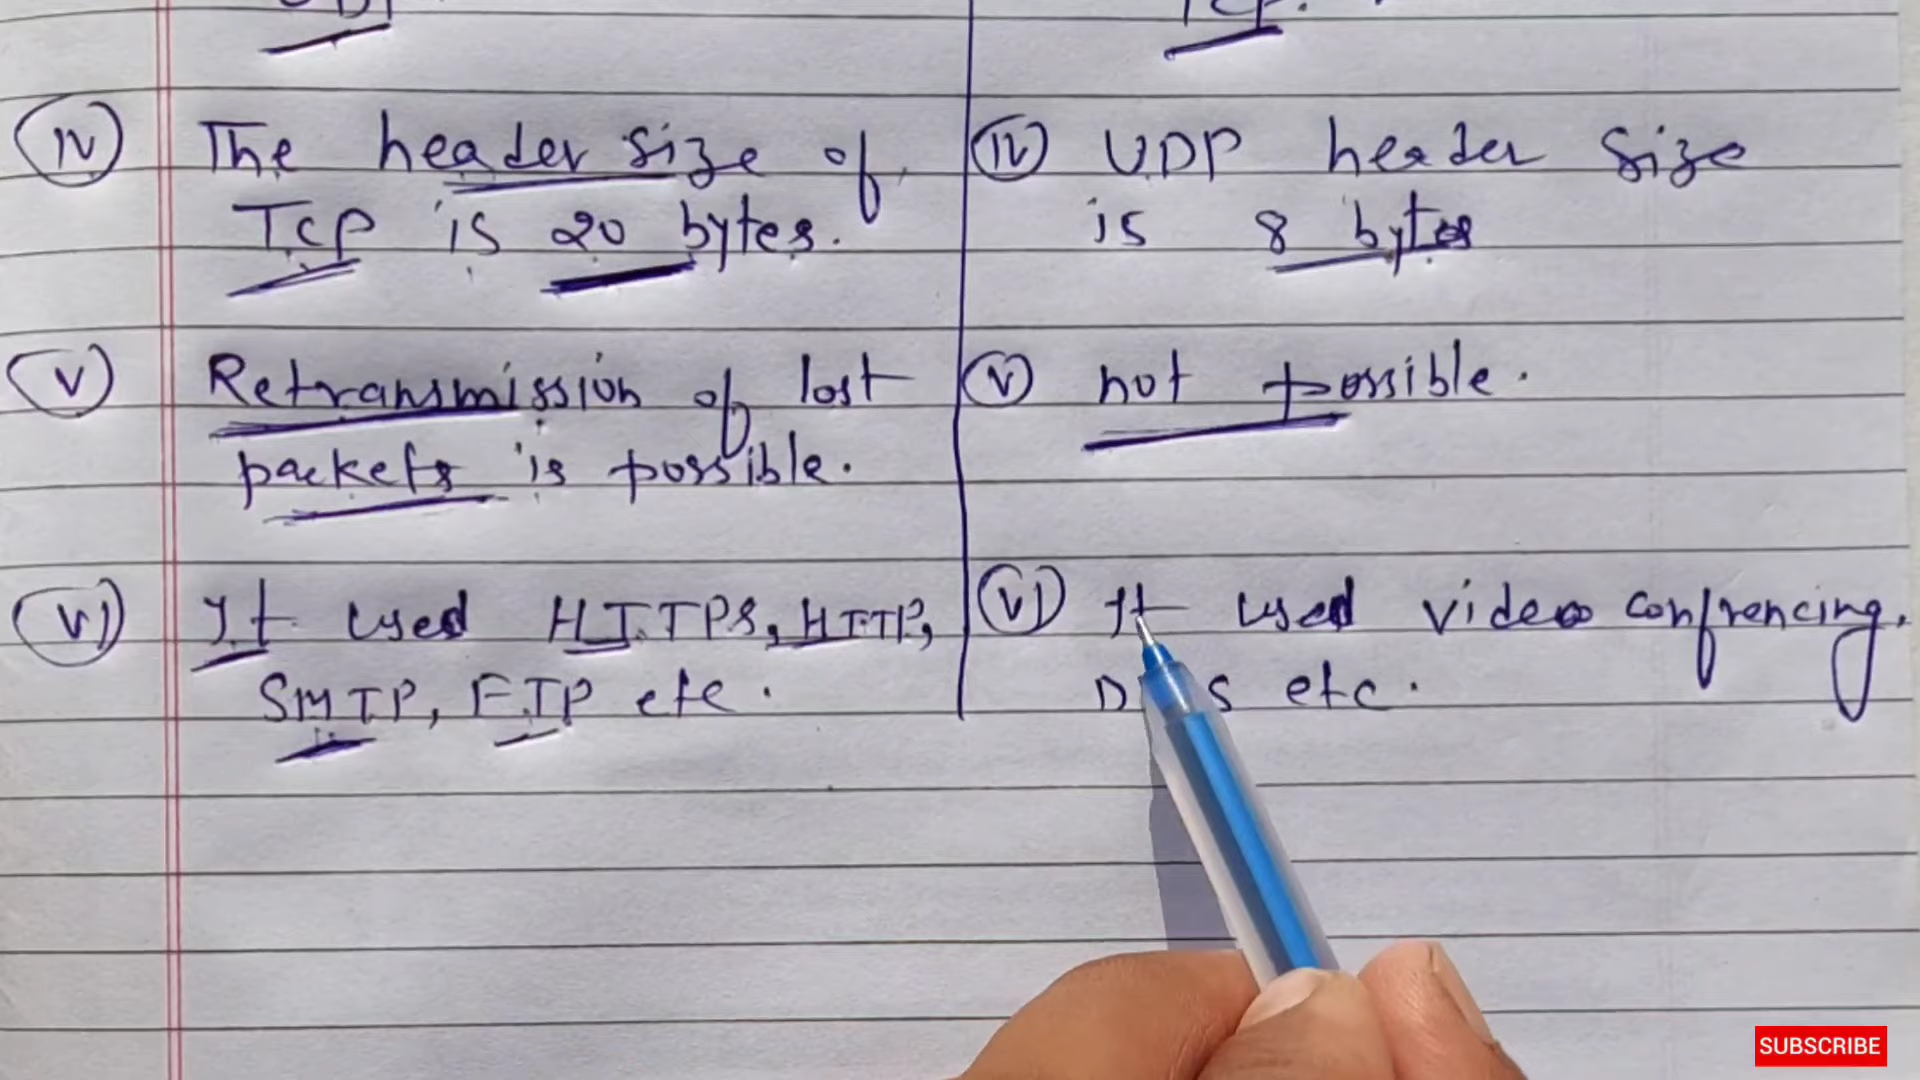 UDP
TCP.
IV The header size of
TCP is 20 bytes.
V Retransmission of lost
packets is possible.
VI It used HTTPS, HTTP,
SMTP, FTP etc.
IV UDP header size
is 8 bytes
V not possible.
VI It used video confrencing,
etc.
SUBSCRIBE